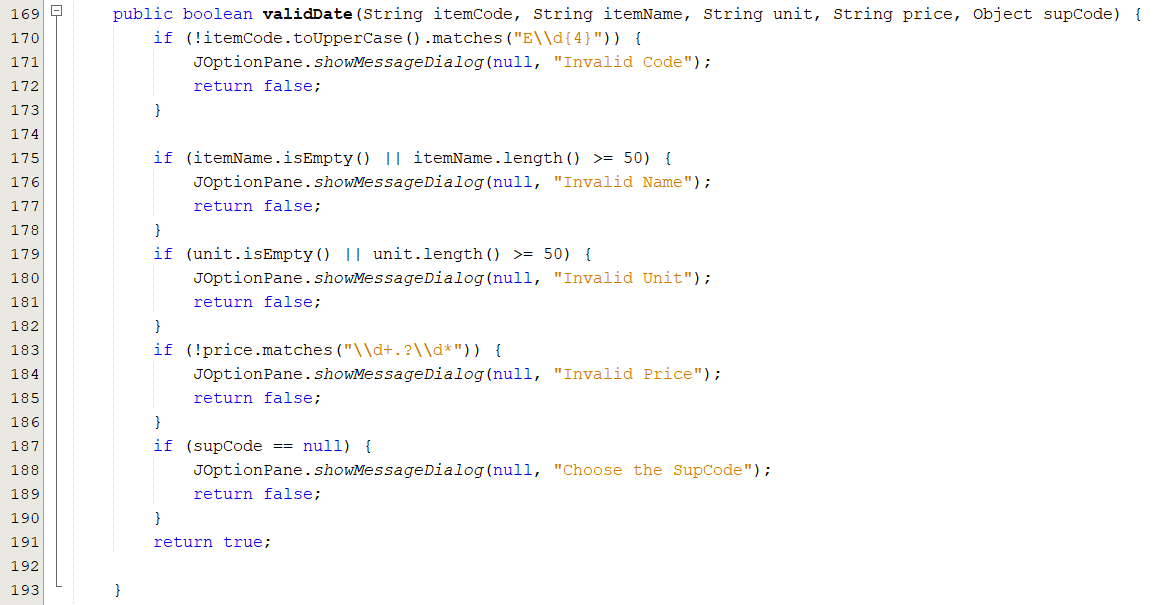 169 public boolean validDate(String itemCode, String itemName, String unit, String price, Object supCode) {
170 if (!itemCode.toUpperCase().matches("E\\d{4}")) {
171 JOptionPane.showMessageDialog(null, "Invalid Code");
172 return false;
173 }
174
175 if (itemName.isEmpty() || itemName.length() >= 50) {
176 JOptionPane.showMessageDialog(null, "Invalid Name");
177 return false;
178 }
179 if (unit.isEmpty() || unit.length() >= 50) {
180 JOptionPane.showMessageDialog(null, "Invalid Unit");
181 return false;
182 }
183 if (!price.matches("\\d+.?\\d*")) {
184 JOptionPane.showMessageDialog(null, "Invalid Price");
185 return false;
186 }
187 if (supCode == null) {
188 JOptionPane.showMessageDialog(null, "Choose the SupCode");
189 return false;
190 }
191 return true;
192
193 }